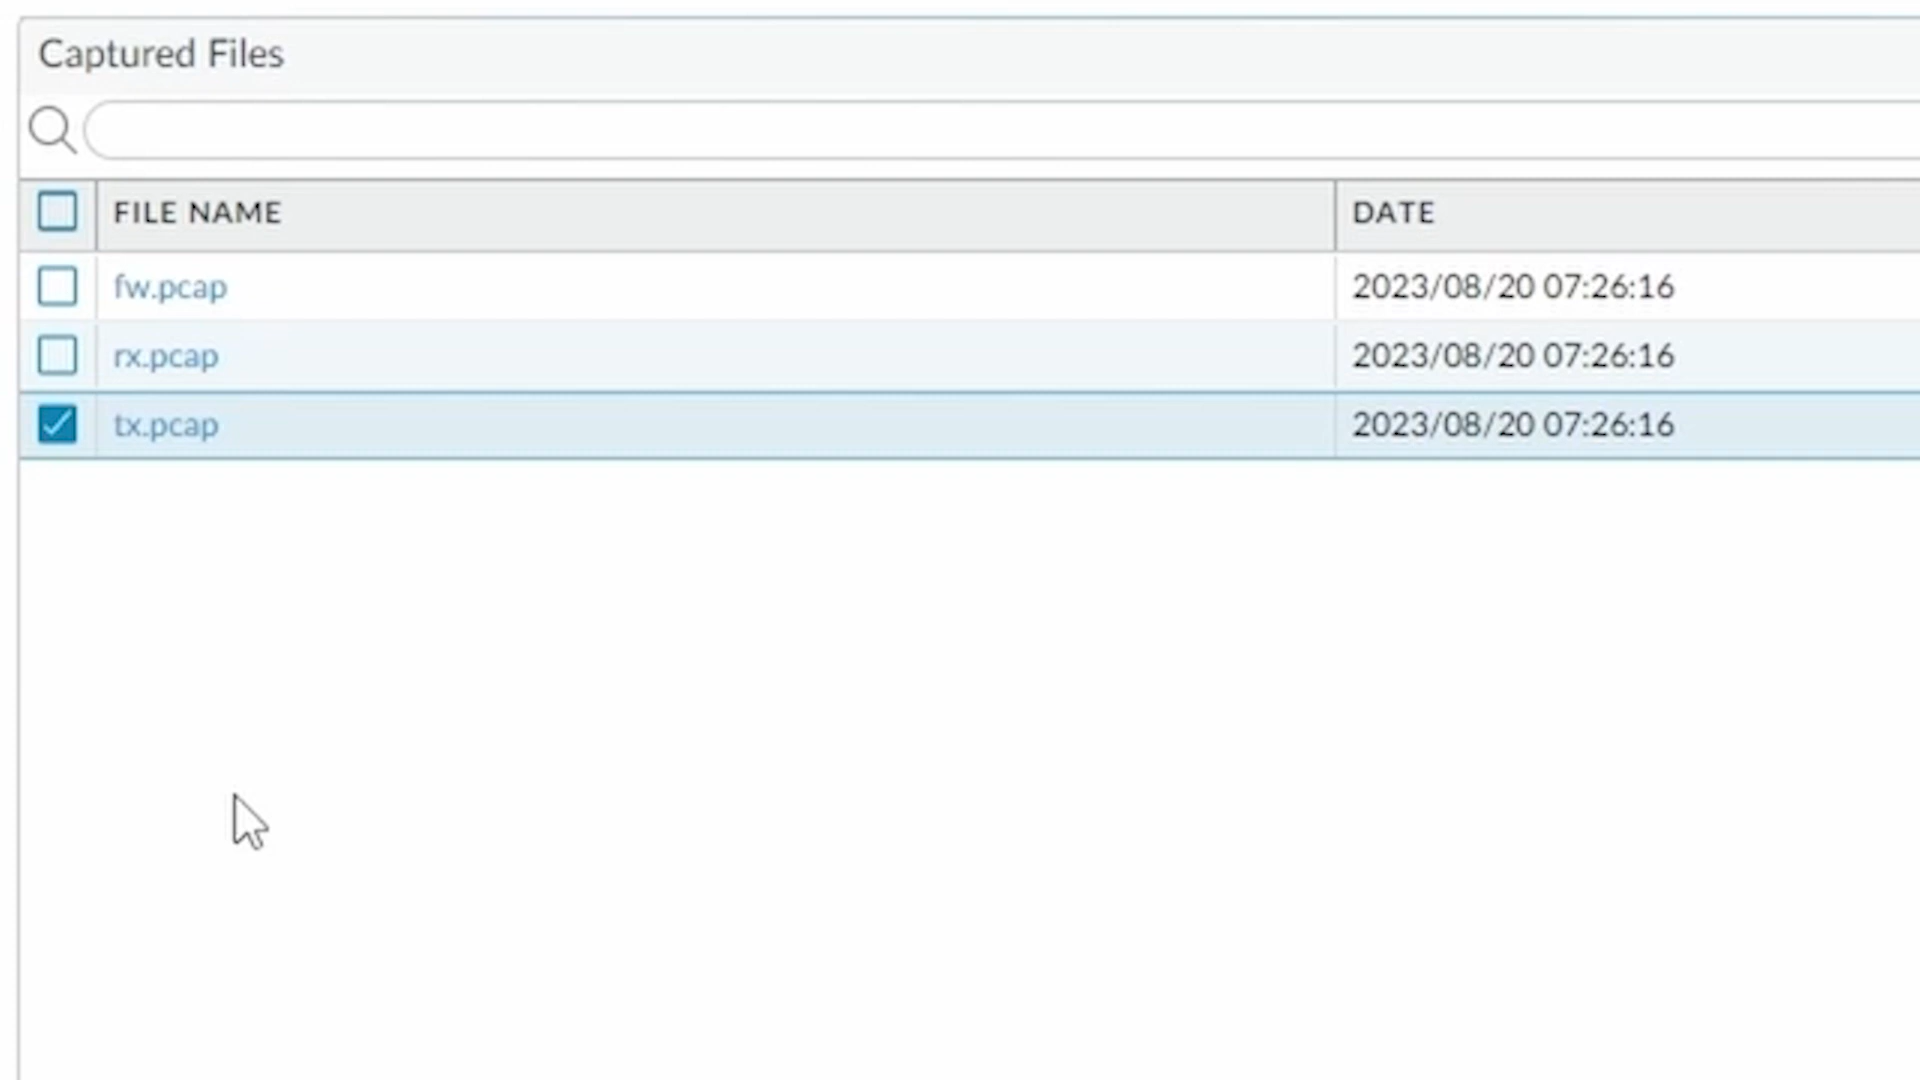 Captured Files
FILE NAME DATE
fw.pcap 2023/08/20 07:26:16
rx.pcap 2023/08/20 07:26:16
tx.pcap 2023/08/20 07:26:16